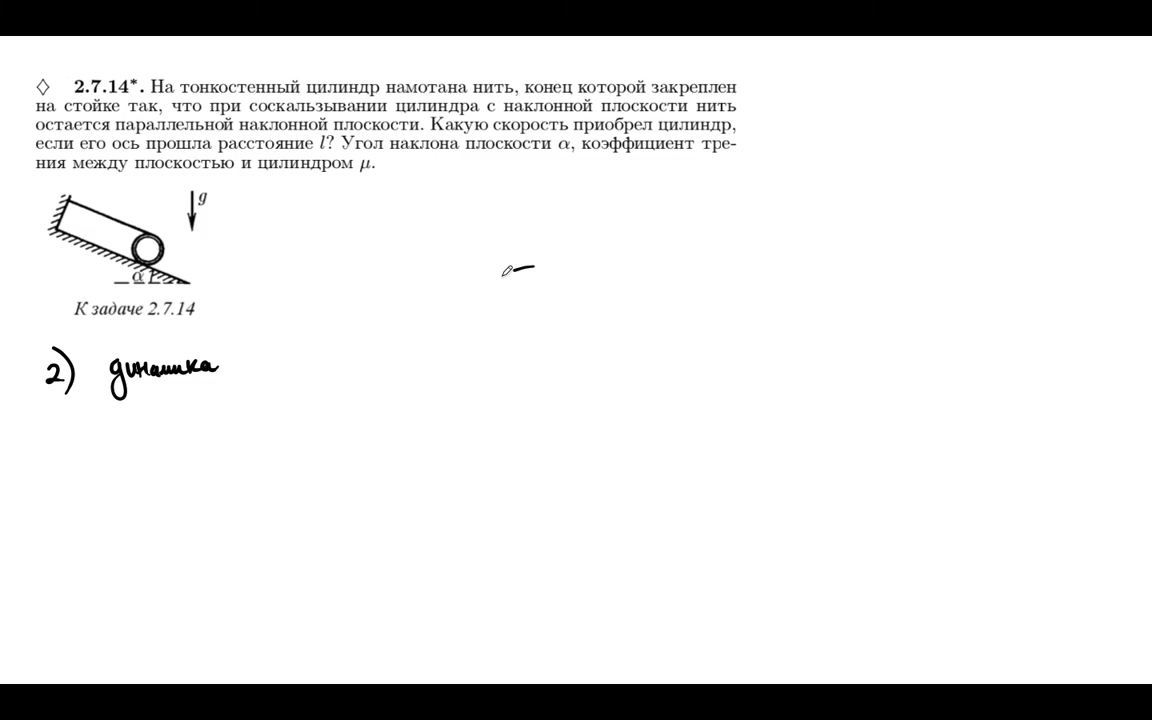 ♢ 2.7.14*. На тонкостенный цилиндр намотана нить, конец которой закреплен
на стойке так, что при соскальзывании цилиндра с наклонной плоскости нить
остается параллельной наклонной плоскости. Какую скорость приобрел цилиндр,
если его ось прошла расстояние l? Угол наклона плоскости α, коэффициент тре-
ния между плоскостью и цилиндром μ.
g
α
К задаче 2.7.14
2) динамика